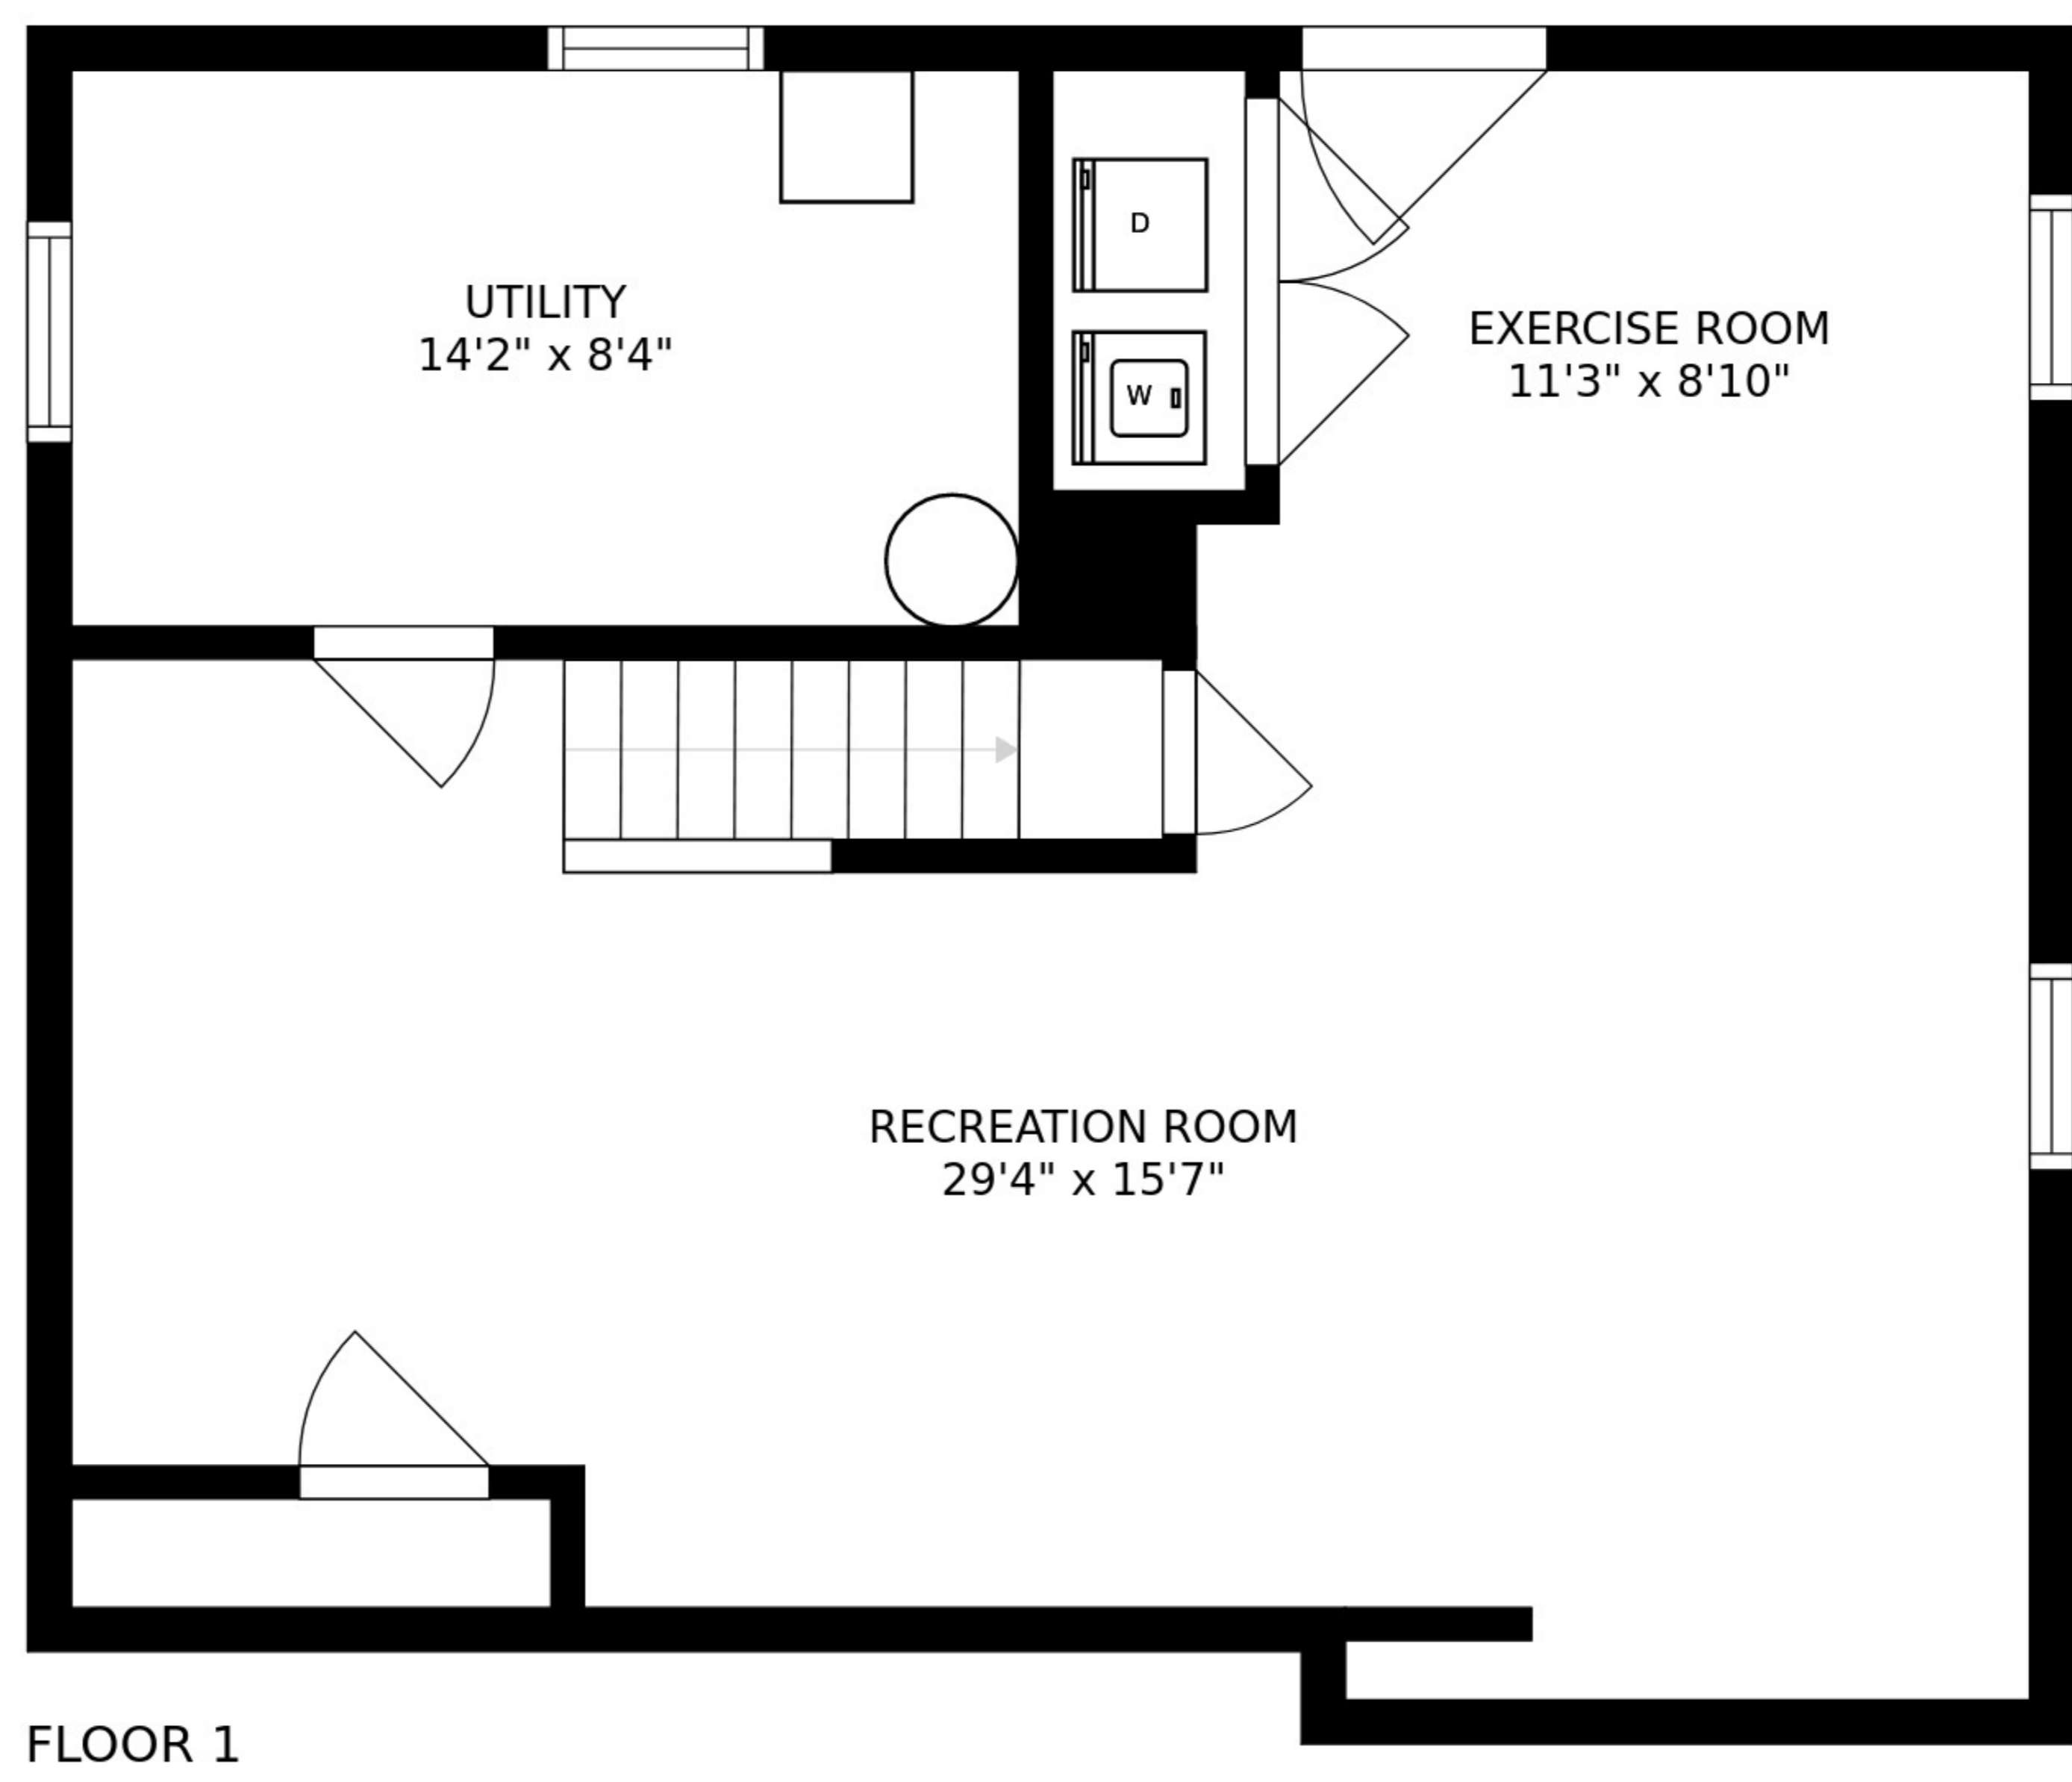 UTILITY
14'2" x 8'4"
D
W
EXERCISE ROOM
11'3" x 8'10"
RECREATION ROOM
29'4" x 15'7"
FLOOR 1